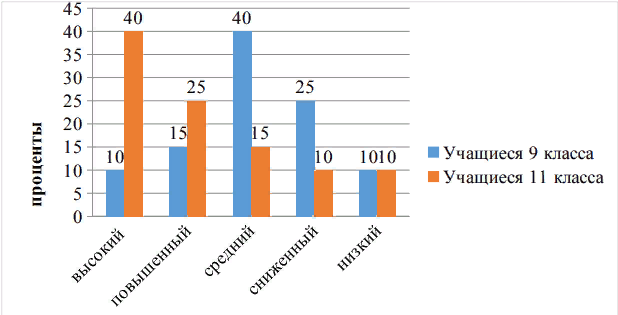 проценты
45
40
35
30
25
20
15
10
5
0
10 40
15 25
40 15
25 10
10 10
высокий
повышенный
средний
сниженный
низкий
Учащиеся 9 класса
Учащиеся 11 класса